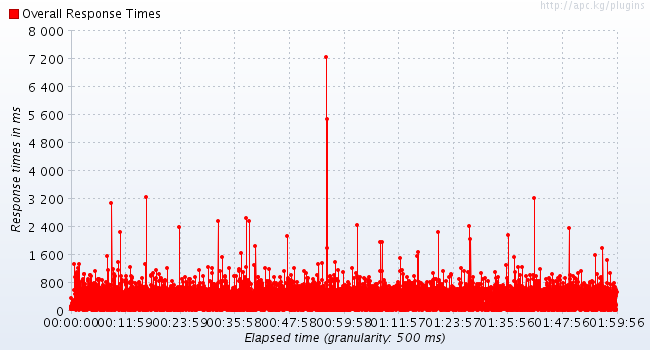 http://apc.kg/plugins
Overall Response Times
8 000
7 200
6 400
5 600
4 800
4 000
3 200
2 400
1 600
800
0
Response times in ms
00:00:00 00:11:59 00:23:59 00:35:58 00:47:58 00:59:58 01:11:57 01:23:57 01:35:56 01:47:56 01:59:56
Elapsed time (granularity: 500 ms)